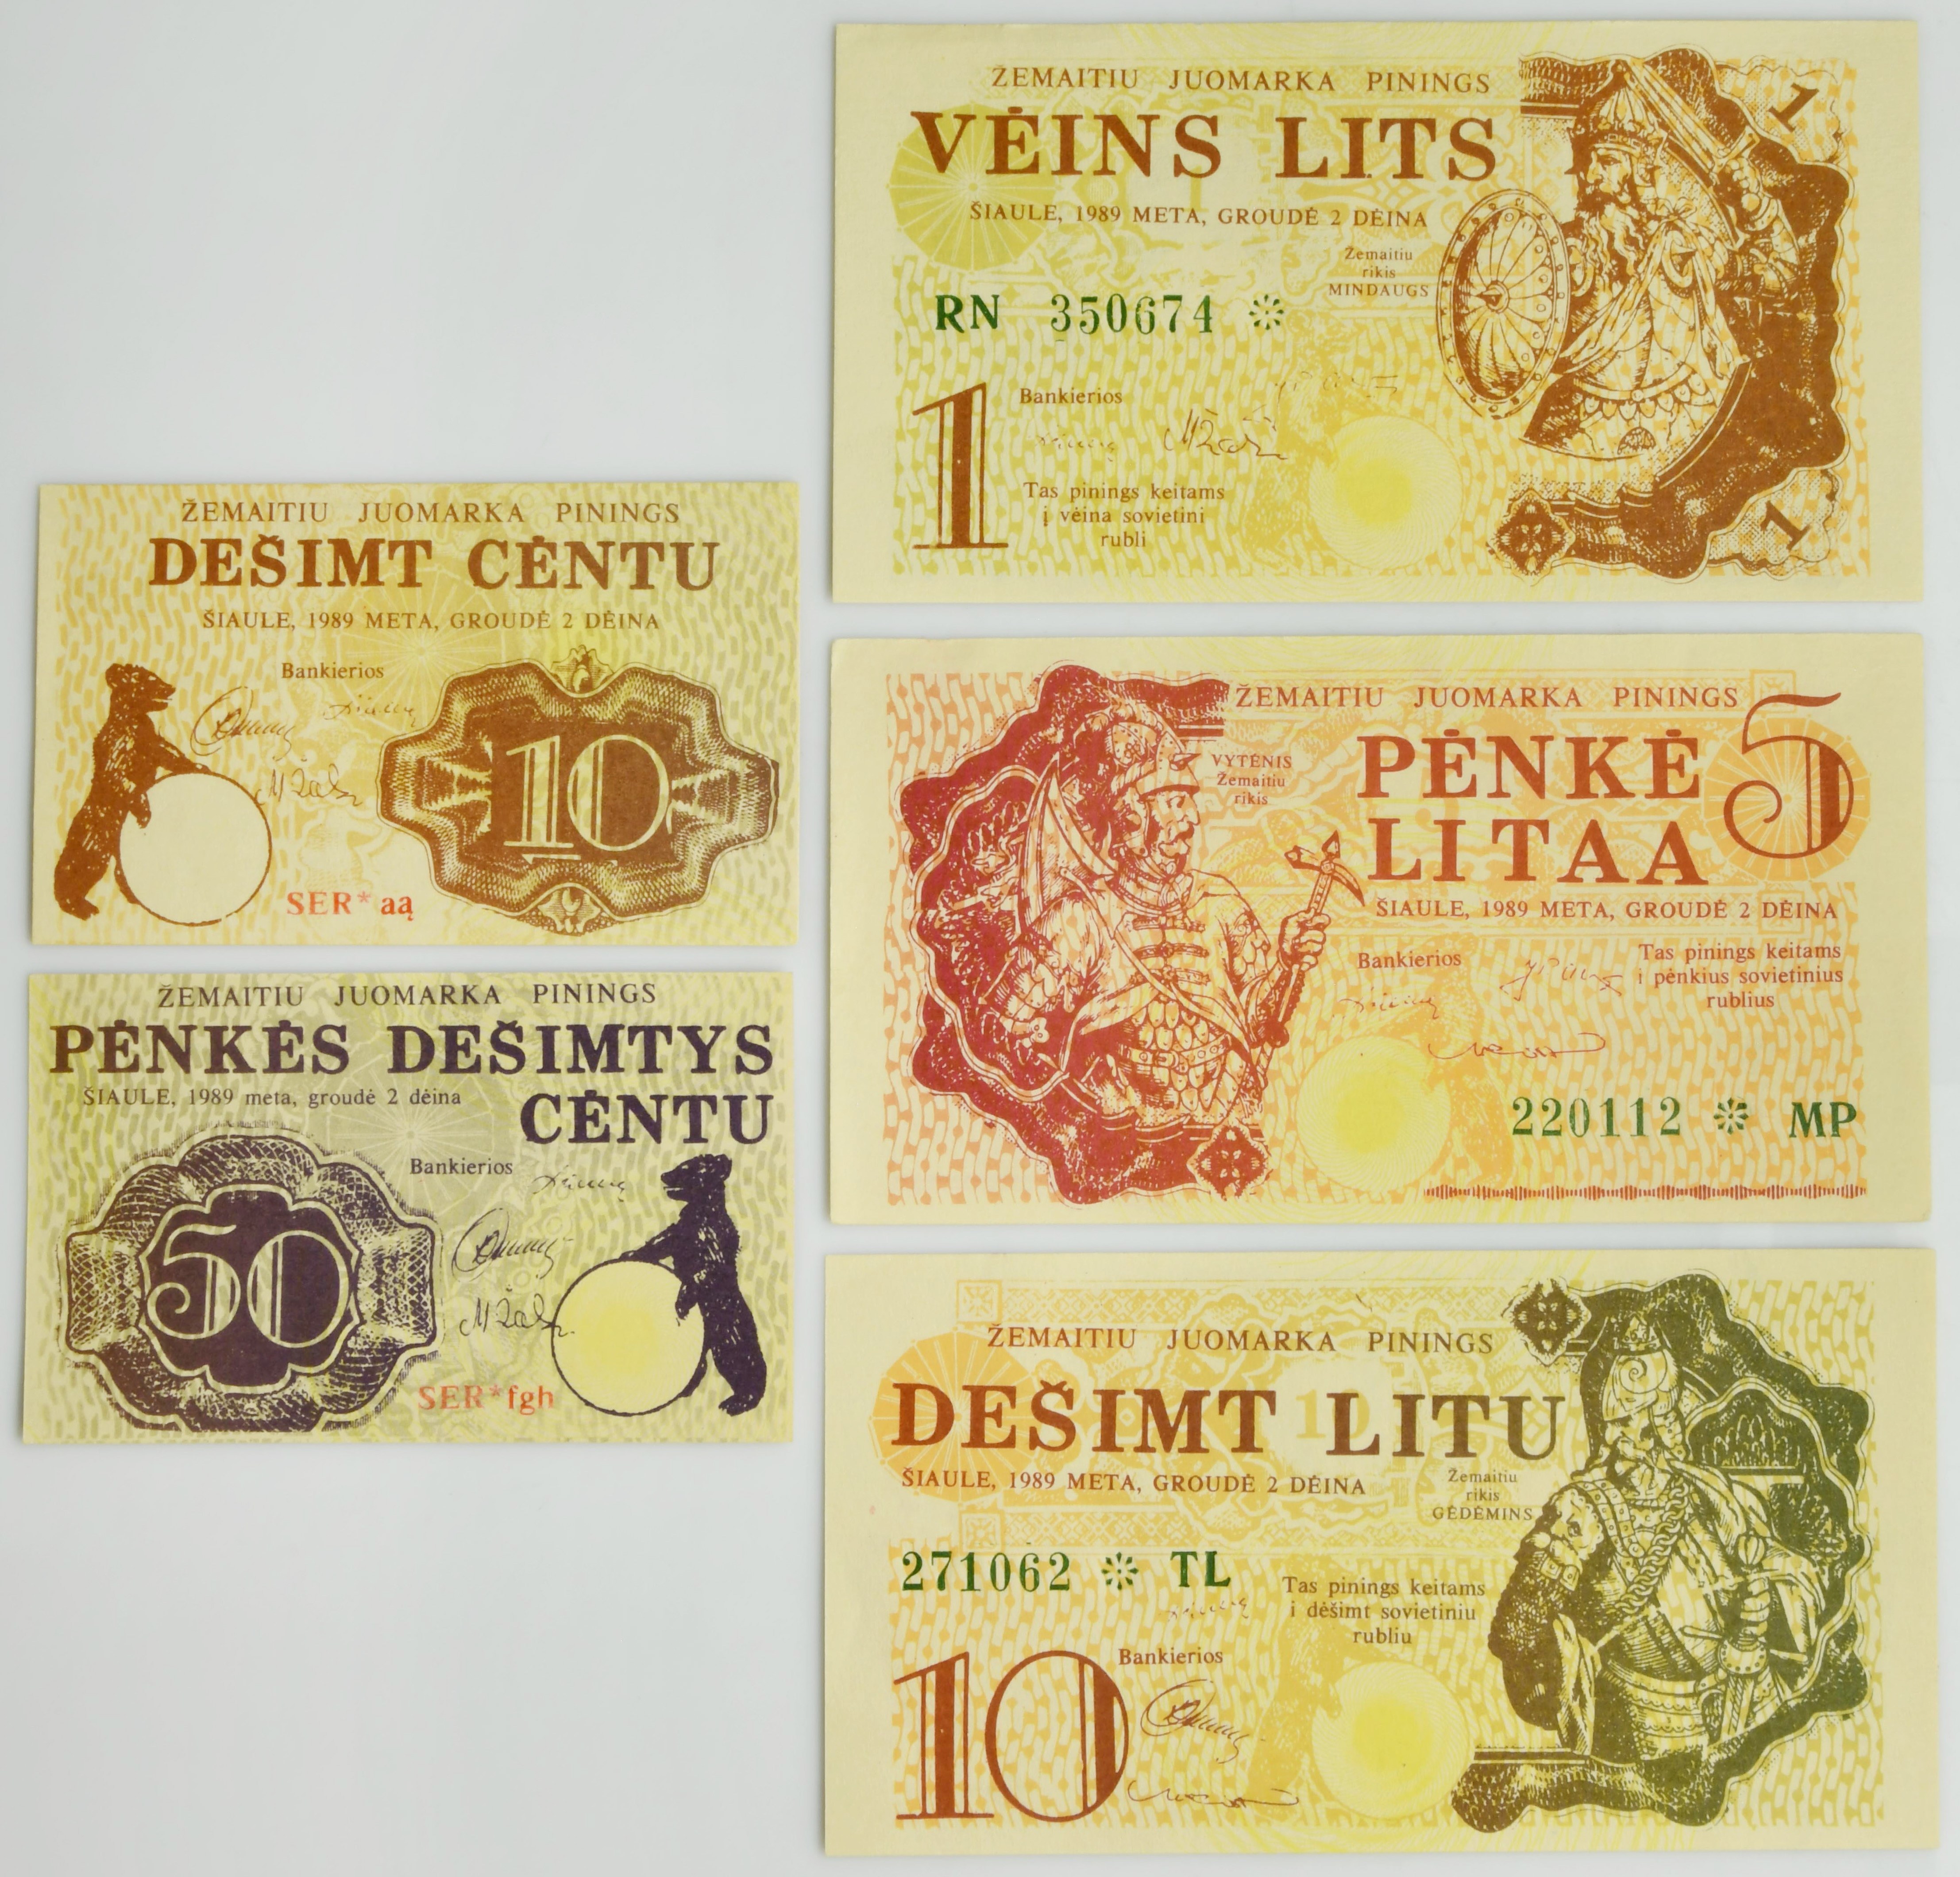 ŽEMAITIU JUOMARKA PININGS
DEŠIMT CĖNTU
ŠIAULE, 1989 META, GROUDĖ 2 DĖINA
Bankierios
10
SER*aą
ŽEMAITIU JUOMARKA PININGS
PĖNKĖS DEŠIMTYS
ŠIAULE, 1989 meta, groudė 2 dėina
CĖNTU
Bankierios
50
SER*fgh
ŽEMAITIU JUOMARKA PININGS
1
VĖINS LITS
ŠIAULE, 1989 META, GROUDĖ 2 DĖINA
Žemaitiu
rikis
MINDAUGS
RN 350674 *
Bankierios
1
Tas pinings keitams
į vėina sovietini
rubli
1
ŽEMAITIU JUOMARKA PININGS
5
VYTĖNIS
Žemaitiu
rikis
PĖNKĖ
LITAA
ŠIAULE, 1989 META, GROUDĖ 2 DĖINA
Bankierios
Tas pinings keitams
i pėnkius sovietinius
rublius
220112 * MP
ŽEMAITIU JUOMARKA PININGS
DEŠIMT LITU
10
ŠIAULE, 1989 META, GROUDĖ 2 DĖINA
Žemaitiu
rikis
GĖDĖMINS
271062 * TL
Tas pinings keitams
i dėšimt sovietiniu
rubliu
Bankierios
10